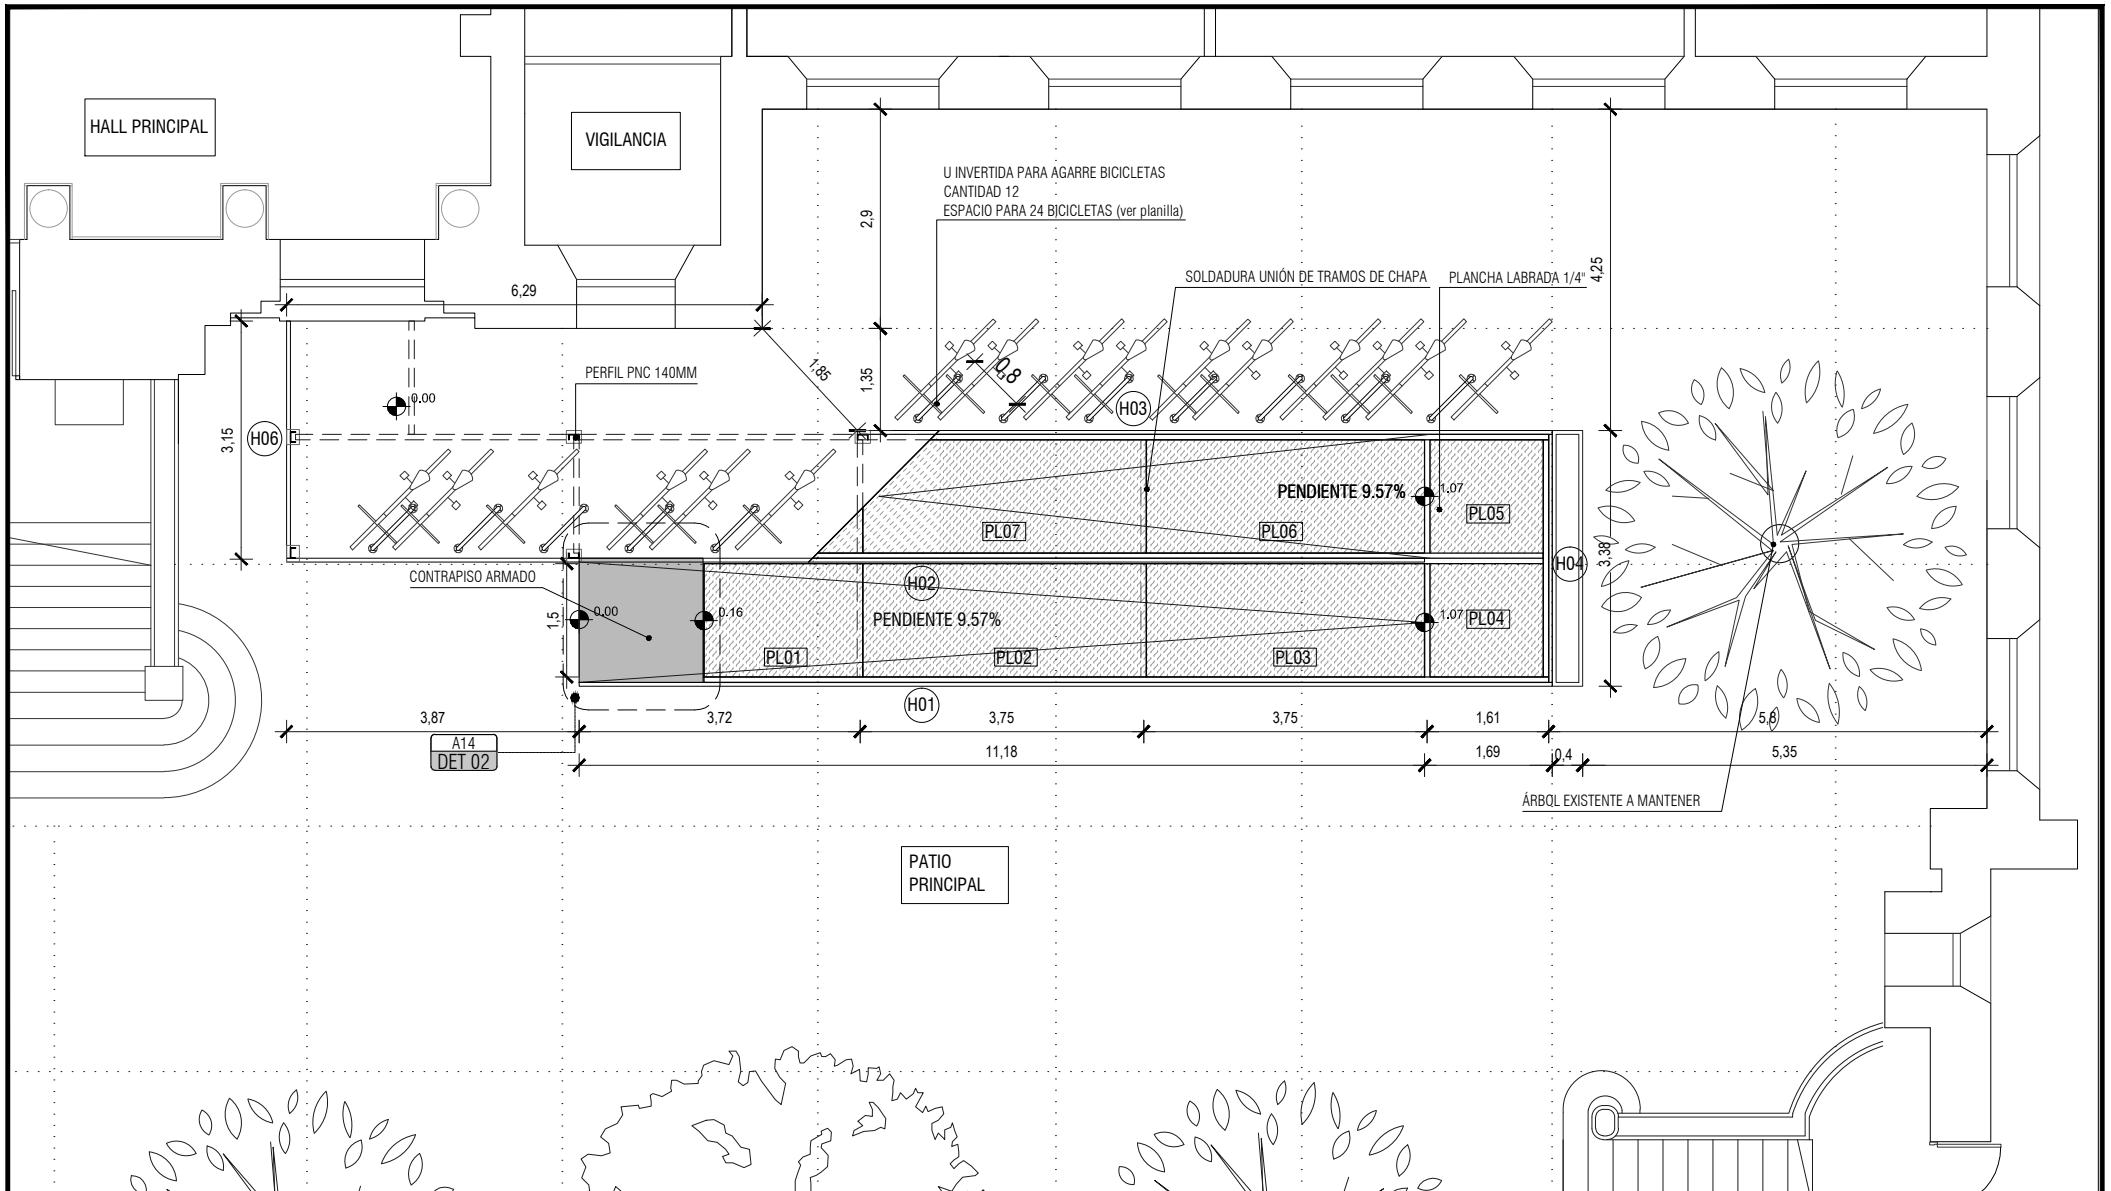 HALL PRINCIPAL
VIGILANCIA
U INVERTIDA PARA AGARRE BICICLETAS
CANTIDAD 12
ESPACIO PARA 24 BICICLETAS (ver planilla)
2,9
4,25
SOLDADURA UNIÓN DE TRAMOS DE CHAPA
PLANCHA LABRADA 1/4"
6,29
PERFIL PNC 140MM
1,85
1,35
0,8
0.00
H03
H06
3,15
PENDIENTE 9.57%
1.07
PL07
PL06
PL05
H04
3,38
CONTRAPISO ARMADO
H02
1,5
0.00
0.16
PENDIENTE 9.57%
1.07
PL04
PL01
PL02
PL03
H01
3,87
3,72
3,75
3,75
1,61
5,8
A14
DET 02
11,18
1,69
0,4
5,35
ÁRBOL EXISTENTE A MANTENER
PATIO
PRINCIPAL